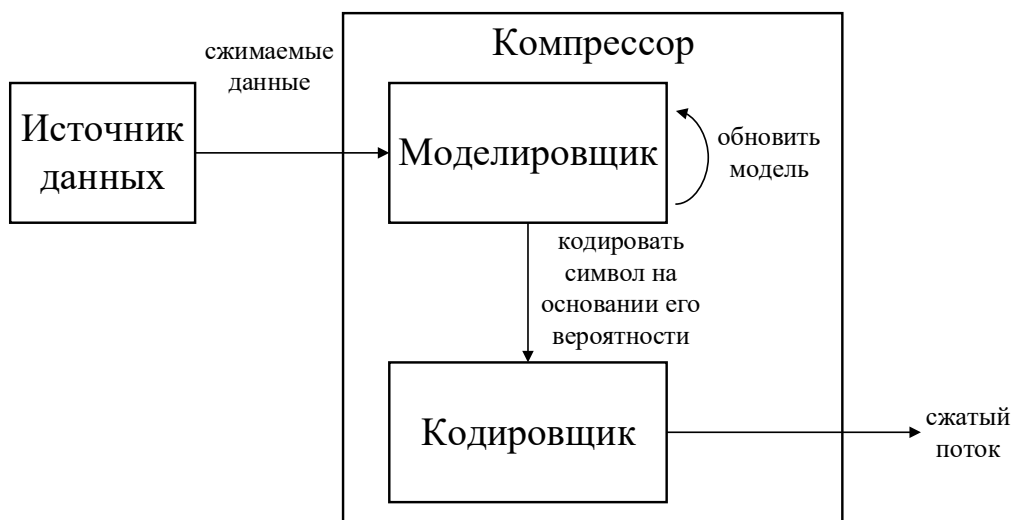 Компрессор
сжимаемые
данные
Источник
данных
Моделировщик
обновить
модель
кодировать
символ на
основании его
вероятности
Кодировщик
сжатый
поток